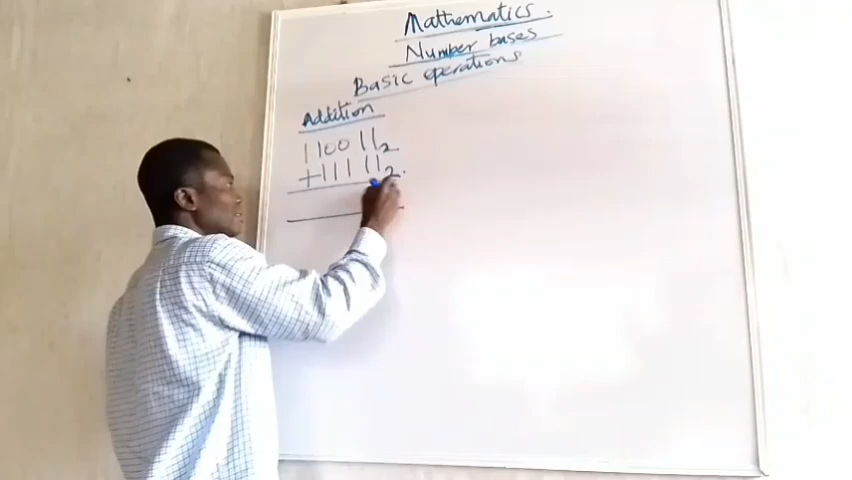 Mathematics.
Number bases
Basic operations
Addition
110011₂
+11111₂.